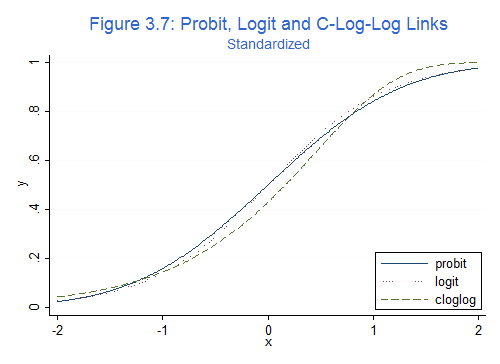 Figure 3.7: Probit, Logit and C-Log-Log Links
Standardized
1
.8
.6
.4
.2
0
y
-2
-1
0
1
2
x
probit
logit
cloglog